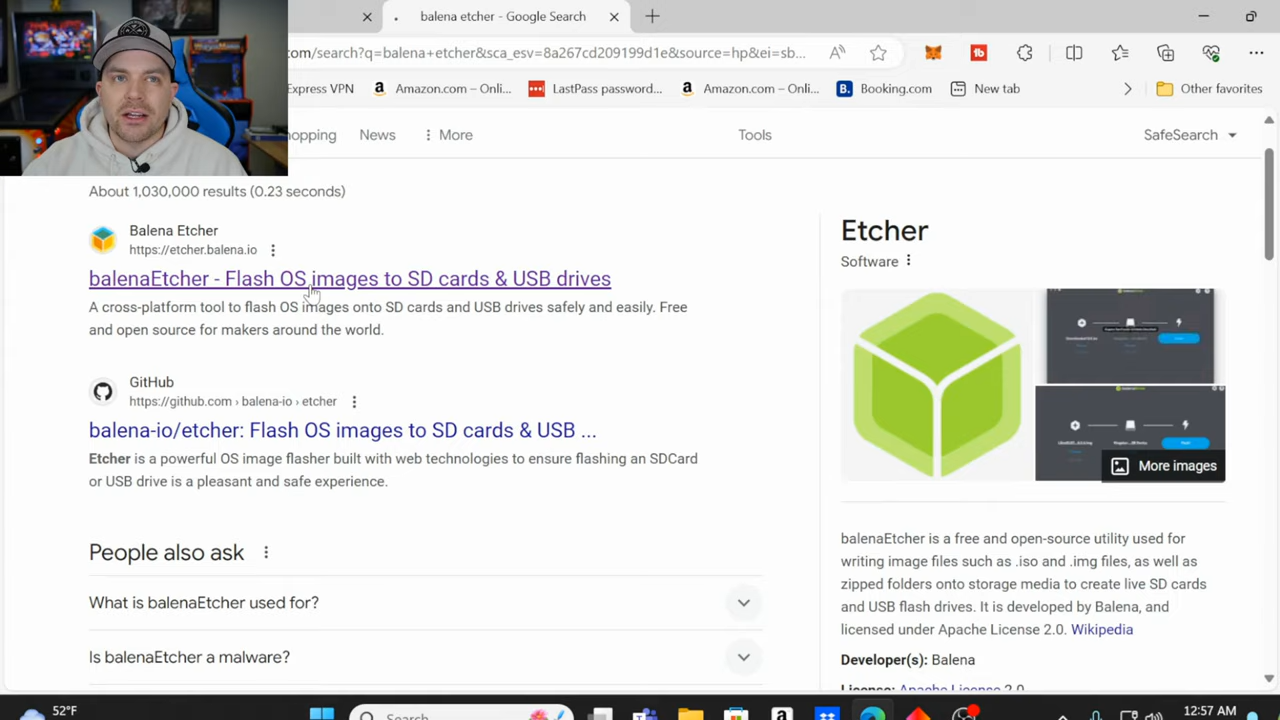 balena etcher - Google Search
.com/search?q=balena+etcher&sca_esv=8a267cd209199d1e&source=hp&ei=sb...
Express VPN
Amazon.com – Onli...
LastPass password...
Amazon.com – Onli...
Booking.com
New tab
Other favorites
hopping
News
More
Tools
SafeSearch
About 1,030,000 results (0.23 seconds)
Balena Etcher
https://etcher.balena.io
balenaEtcher - Flash OS images to SD cards & USB drives
A cross-platform tool to flash OS images onto SD cards and USB drives safely and easily. Free
and open source for makers around the world.
GitHub
https://github.com › balena-io › etcher
balena-io/etcher: Flash OS images to SD cards & USB ...
Etcher is a powerful OS image flasher built with web technologies to ensure flashing an SDCard
or USB drive is a pleasant and safe experience.
People also ask
What is balenaEtcher used for?
Is balenaEtcher a malware?
Etcher
Software
More images
balenaEtcher is a free and open-source utility used for
writing image files such as .iso and .img files, as well as
zipped folders onto storage media to create live SD cards
and USB flash drives. It is developed by Balena, and
licensed under Apache License 2.0. Wikipedia
Developer(s): Balena
License: Apache License 2.0
52°F
Search
12:57 AM